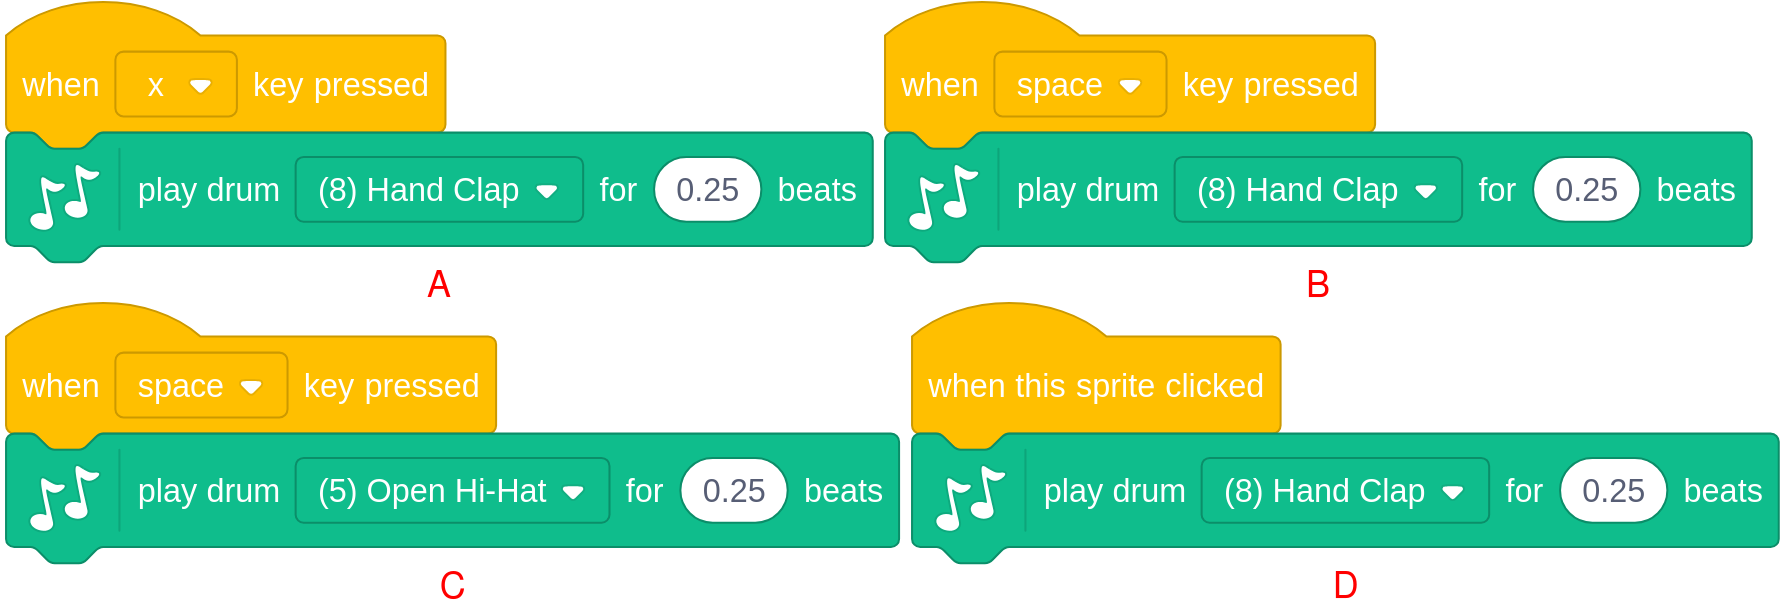 when x key pressed
play drum (8) Hand Clap for 0.25 beats
A
when space key pressed
play drum (8) Hand Clap for 0.25 beats
B
when space key pressed
play drum (5) Open Hi-Hat for 0.25 beats
C
when this sprite clicked
play drum (8) Hand Clap for 0.25 beats
D